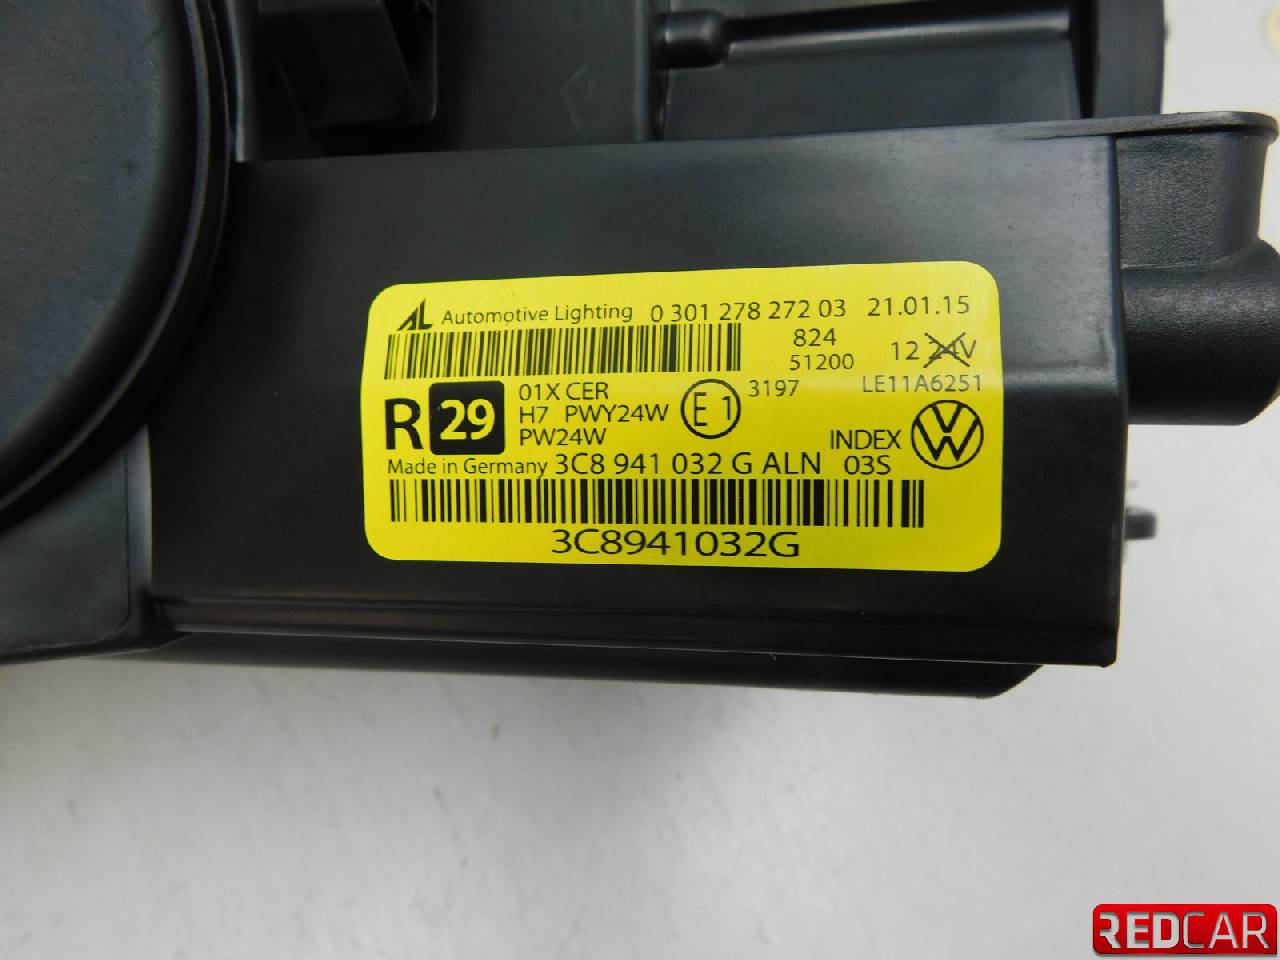 AL Automotive Lighting 0 301 278 272 03 21.01.15
824
51200 12 24V
01X CER 3197 LE11A6251
R 29 H7 PWY24W E1
PW24W INDEX
Made in Germany 3C8 941 032 G ALN 03S
3C8941032G
REDCAR